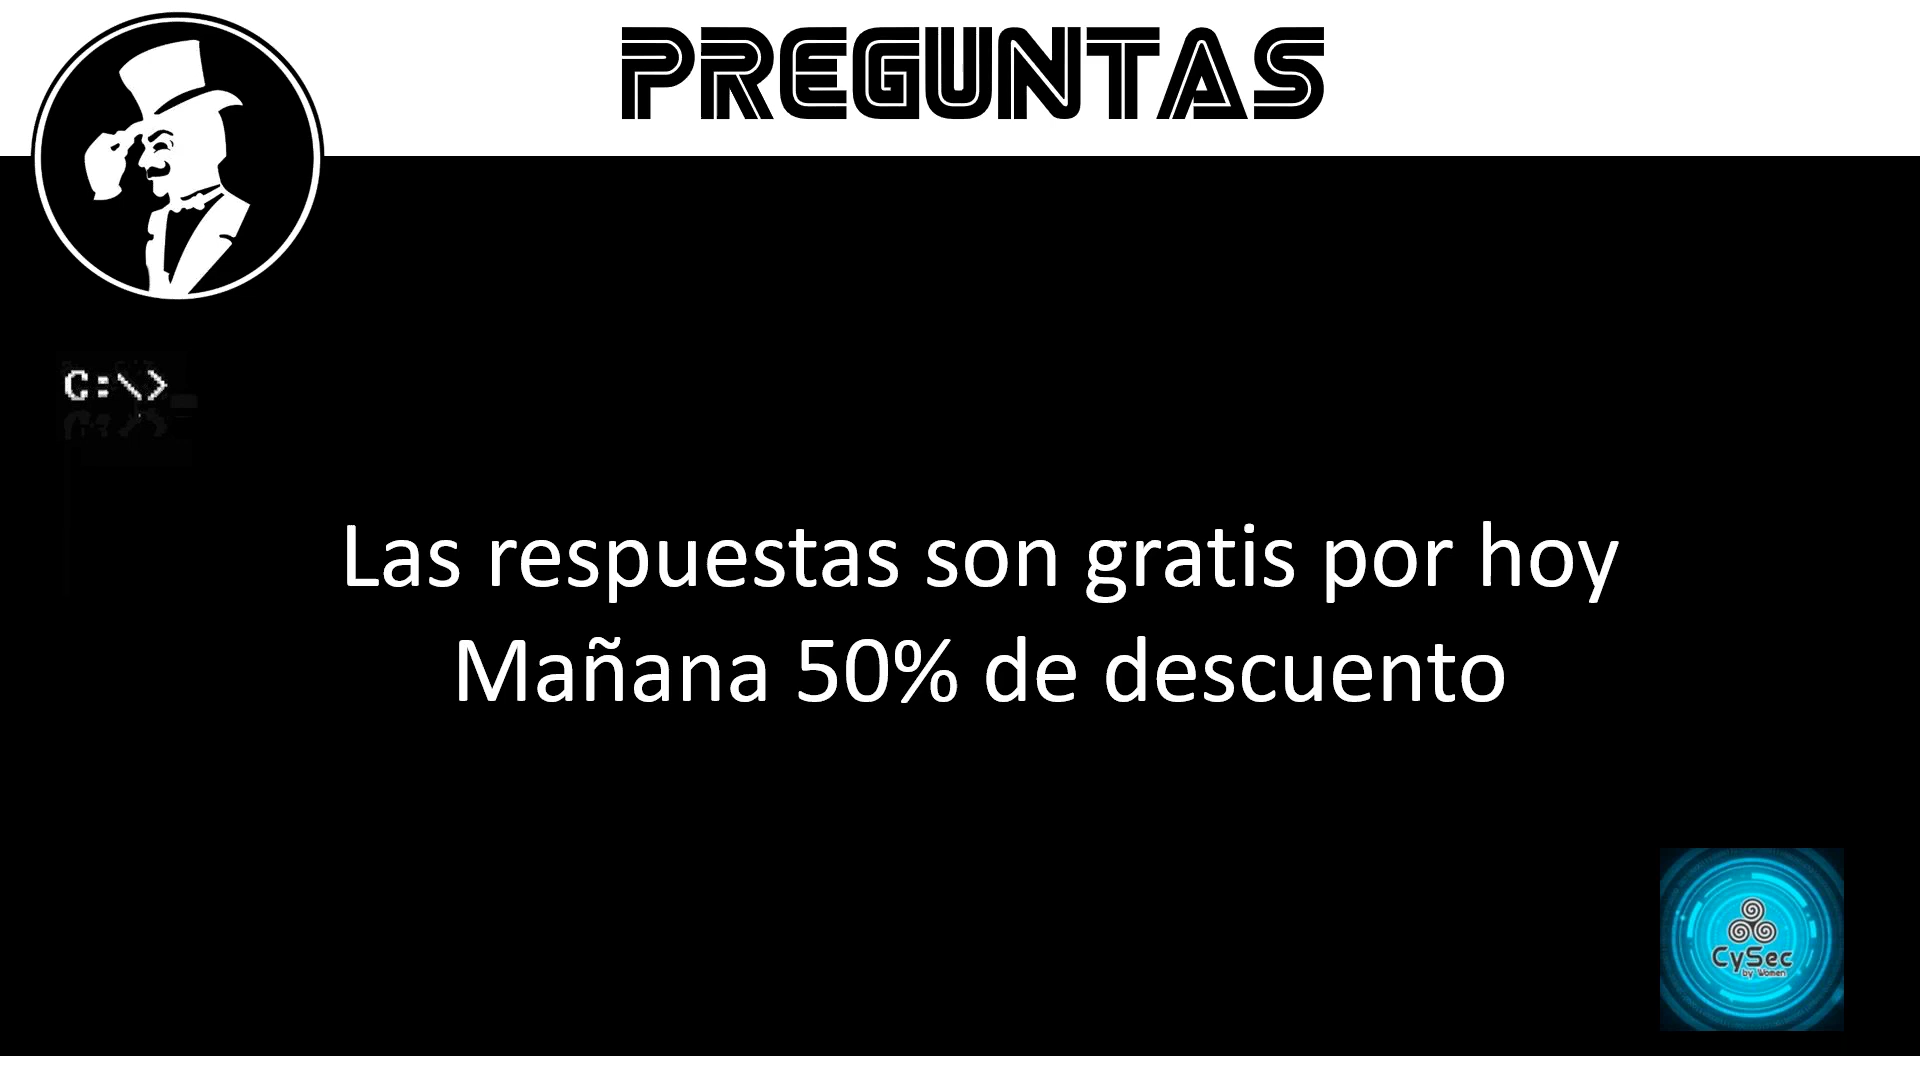 PREGUNTAS
C:\>
Las respuestas son gratis por hoy
Mañana 50% de descuento
CySec
by Women